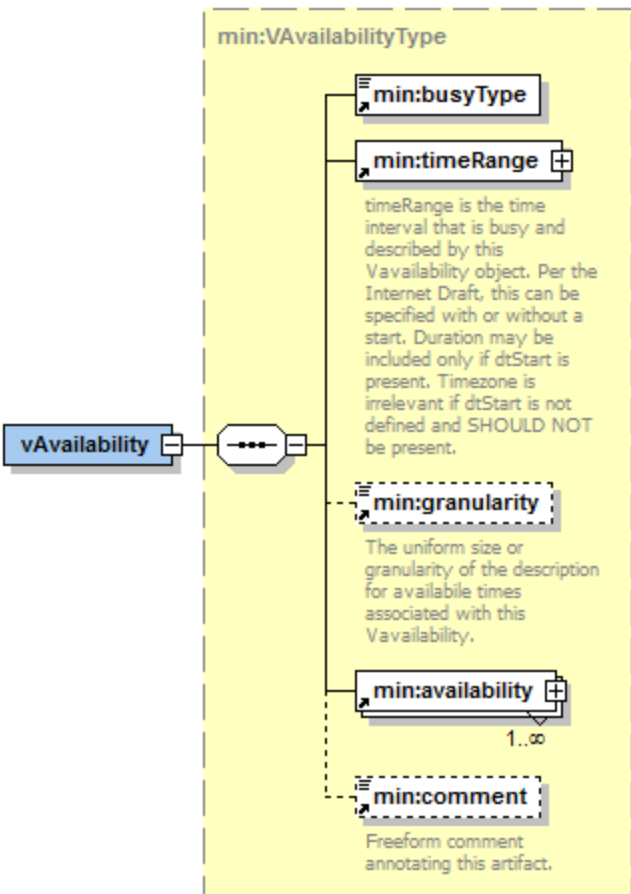 min:VAvailabilityType
min:busyType
min:timeRange
timeRange is the time
interval that is busy and
described by this
Vavailability object. Per the
Internet Draft, this can be
specified with or without a
start. Duration may be
included only if dtStart is
present. Timezone is
irrelevant if dtStart is not
defined and SHOULD NOT
be present.
vAvailability
min:granularity
The uniform size or
granularity of the description
for availabile times
associated with this
Vavailability.
min:availability
1..∞
min:comment
Freeform comment
annotating this artifact.